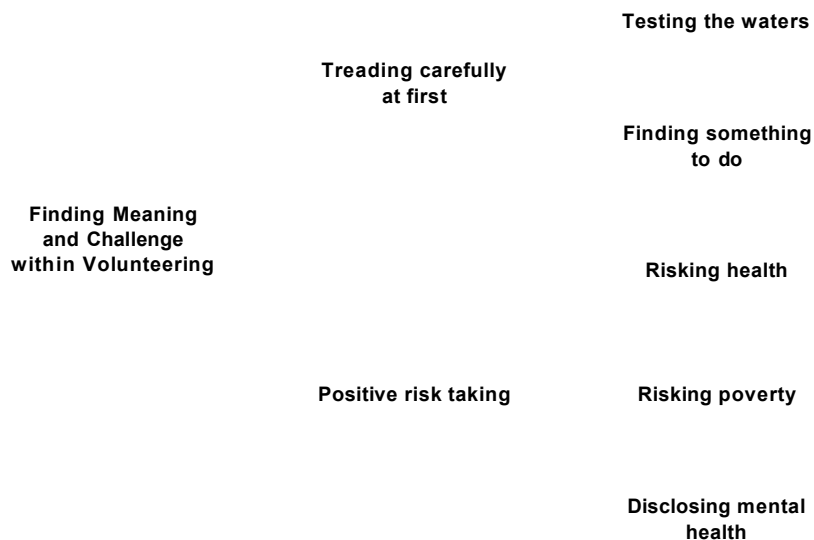 Testing the waters
Treading carefully
at first
Finding something
to do
Finding Meaning
and Challenge
within Volunteering
Risking health
Positive risk taking
Risking poverty
Disclosing mental
health